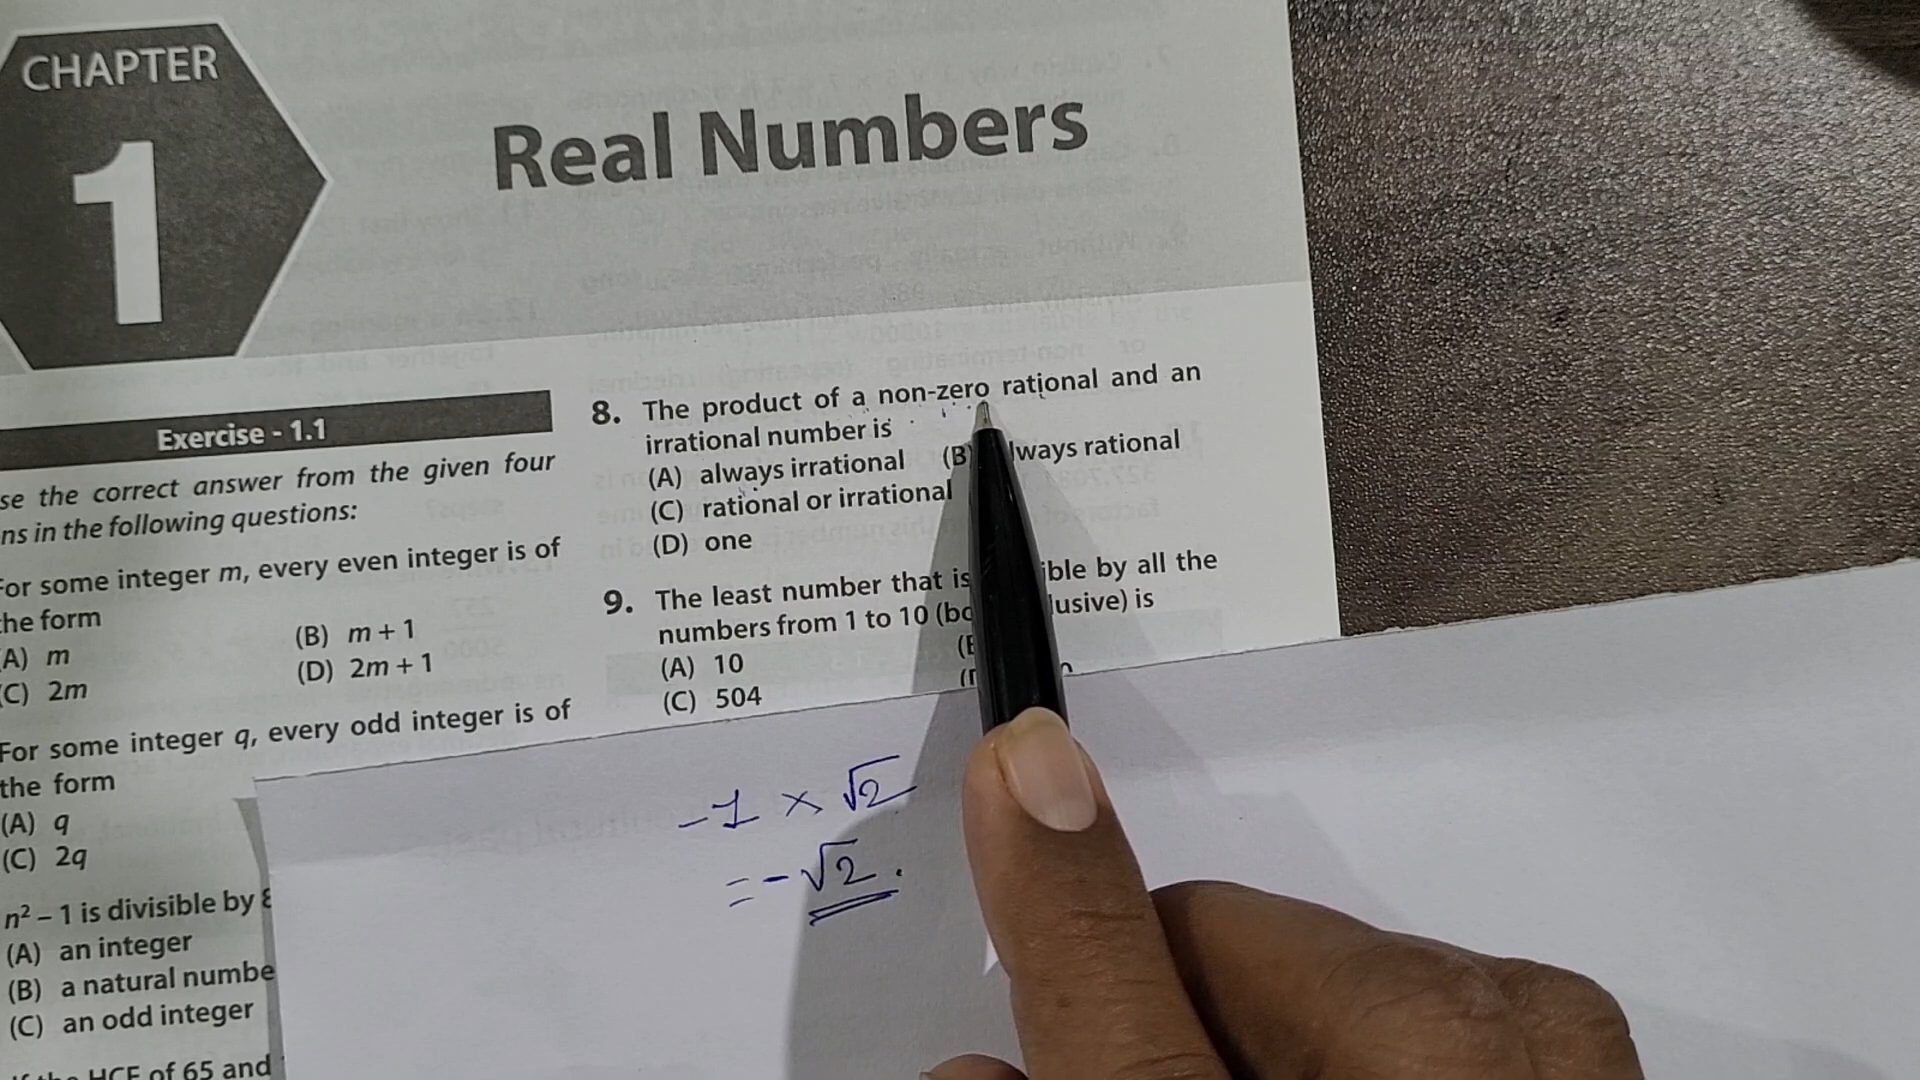 CHAPTER
1
Real Numbers
Exercise - 1.1
se the correct answer from the given four
ns in the following questions:
For some integer m, every even integer is of
the form
(A) m
(B) m + 1
(C) 2m
(D) 2m + 1
For some integer q, every odd integer is of
the form
(A) q
(C) 2q
n² – 1 is divisible by 8
(A) an integer
(B) a natural numbe
(C) an odd integer
HCF of 65 and
8. The product of a non-zero rational and an
irrational number is
(A) always irrational (B) always rational
(C) rational or irrational
(D) one
9. The least number that is ible by all the
numbers from 1 to 10 (bo lusive) is
(A) 10
(C) 504
-1 × √2
= -√2.